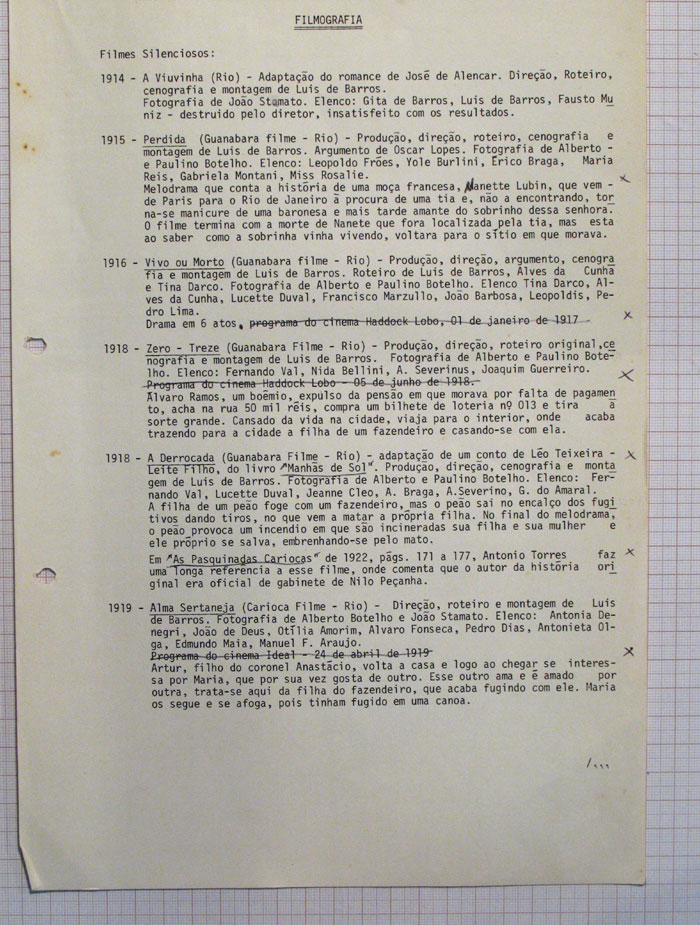 FILMOGRAFIA
Filmes Silenciosos:
1914 - A Viuvinha (Rio) - Adaptação do romance de José de Alencar. Direção, Roteiro,
cenografia e montagem de Luis de Barros.
Fotografia de João Stamato. Elenco: Gita de Barros, Luis de Barros, Fausto Mu
niz - destruido pelo diretor, insatisfeito com os resultados.
1915 - Perdida (Guanabara filme - Rio) - Produção, direção, roteiro, cenografia e
montagem de Luis de Barros. Argumento de Oscar Lopes. Fotografia de Alberto -
e Paulino Botelho. Elenco: Leopoldo Frões, Yole Burlini, Erico Braga, Maria
Reis, Gabriela Montani, Miss Rosalie.
Melodrama que conta a história de uma moça francesa, Nanette Lubin, que vem -
de Paris para o Rio de Janeiro à procura de uma tia e, não a encontrando, tor
na-se manicure de uma baronesa e mais tarde amante do sobrinho dessa senhora.
O filme termina com a morte de Nanete que fora localizada pela tia, mas esta
ao saber como a sobrinha vinha vivendo, voltara para o sítio em que morava.
1916 - Vivo ou Morto (Guanabara filme - Rio) - Produção, direção, argumento, cenogra
fia e montagem de Luis de Barros. Roteiro de Luis de Barros, Alves da Cunha
e Tina Darco. Fotografia de Alberto e Paulino Botelho. Elenco Tina Darco, Al-
ves da Cunha, Lucette Duval, Francisco Marzullo, João Barbosa, Leopoldis, Pe-
dro Lima.
Drama em 6 atos, programa do cinema Haddock Lobo, 01 de janeiro de 1917
1918 - Zero - Treze (Guanabara Filme - Rio) - Produção, direção, roteiro original, ce
nografia e montagem de Luis de Barros. Fotografia de Alberto e Paulino Bote-
lho. Elenco: Fernando Val, Nida Bellini, A. Severinus, Joaquim Guerreiro.
Programa do cinema Haddock Lobo - 05 de junho de 1918.
Álvaro Ramos, um boêmio, expulso da pensão em que morava por falta de pagamen
to, acha na rua 50 mil réis, compra um bilhete de loteria nº 013 e tira a
sorte grande. Cansado da vida na cidade, viaja para o interior, onde acaba
trazendo para a cidade a filha de um fazendeiro e casando-se com ela.
1918 - A Derrocada (Guanabara Filme - Rio) - adaptação de um conto de Léo Teixeira -
Leite Filho, do livro "Manhãs de Sol". Produção, direção, cenografia e monta
gem de Luis de Barros. Fotografia de Alberto e Paulino Botelho. Elenco: Fer-
nando Val, Lucette Duval, Jeanne Cleo, A. Braga, A.Severino, G. do Amaral.
A filha de um peão foge com um fazendeiro, mas o peão sai no encalço dos fugi
tivos dando tiros, no que vem a matar a própria filha. No final do melodrama,
o peão provoca um incendio em que são incineradas sua filha e sua mulher e
ele próprio se salva, embrenhando-se pelo mato.
Em "As Pasquinadas Cariocas" de 1922, págs. 171 a 177, Antonio Torres faz
uma longa referencia a esse filme, onde comenta que o autor da história ori
ginal era oficial de gabinete de Nilo Peçanha.
1919 - Alma Sertaneja (Carioca Filme - Rio) - Direção, roteiro e montagem de Luis
de Barros. Fotografia de Alberto Botelho e João Stamato. Elenco: Antonia De-
negri, João de Deus, Otília Amorim, Alvaro Fonseca, Pedro Dias, Antonieta Ol-
ga, Edmundo Maia, Manuel F. Araujo.
Programa do cinema Ideal - 24 de abril de 1919
Artur, filho do coronel Anastácio, volta a casa e logo ao chegar se interes-
sa por Maria, que por sua vez gosta de outro. Esse outro ama e é amado por
outra, trata-se aqui da filha do fazendeiro, que acaba fugindo com ele. Maria
os segue e se afoga, pois tinham fugido em uma canoa.
/...